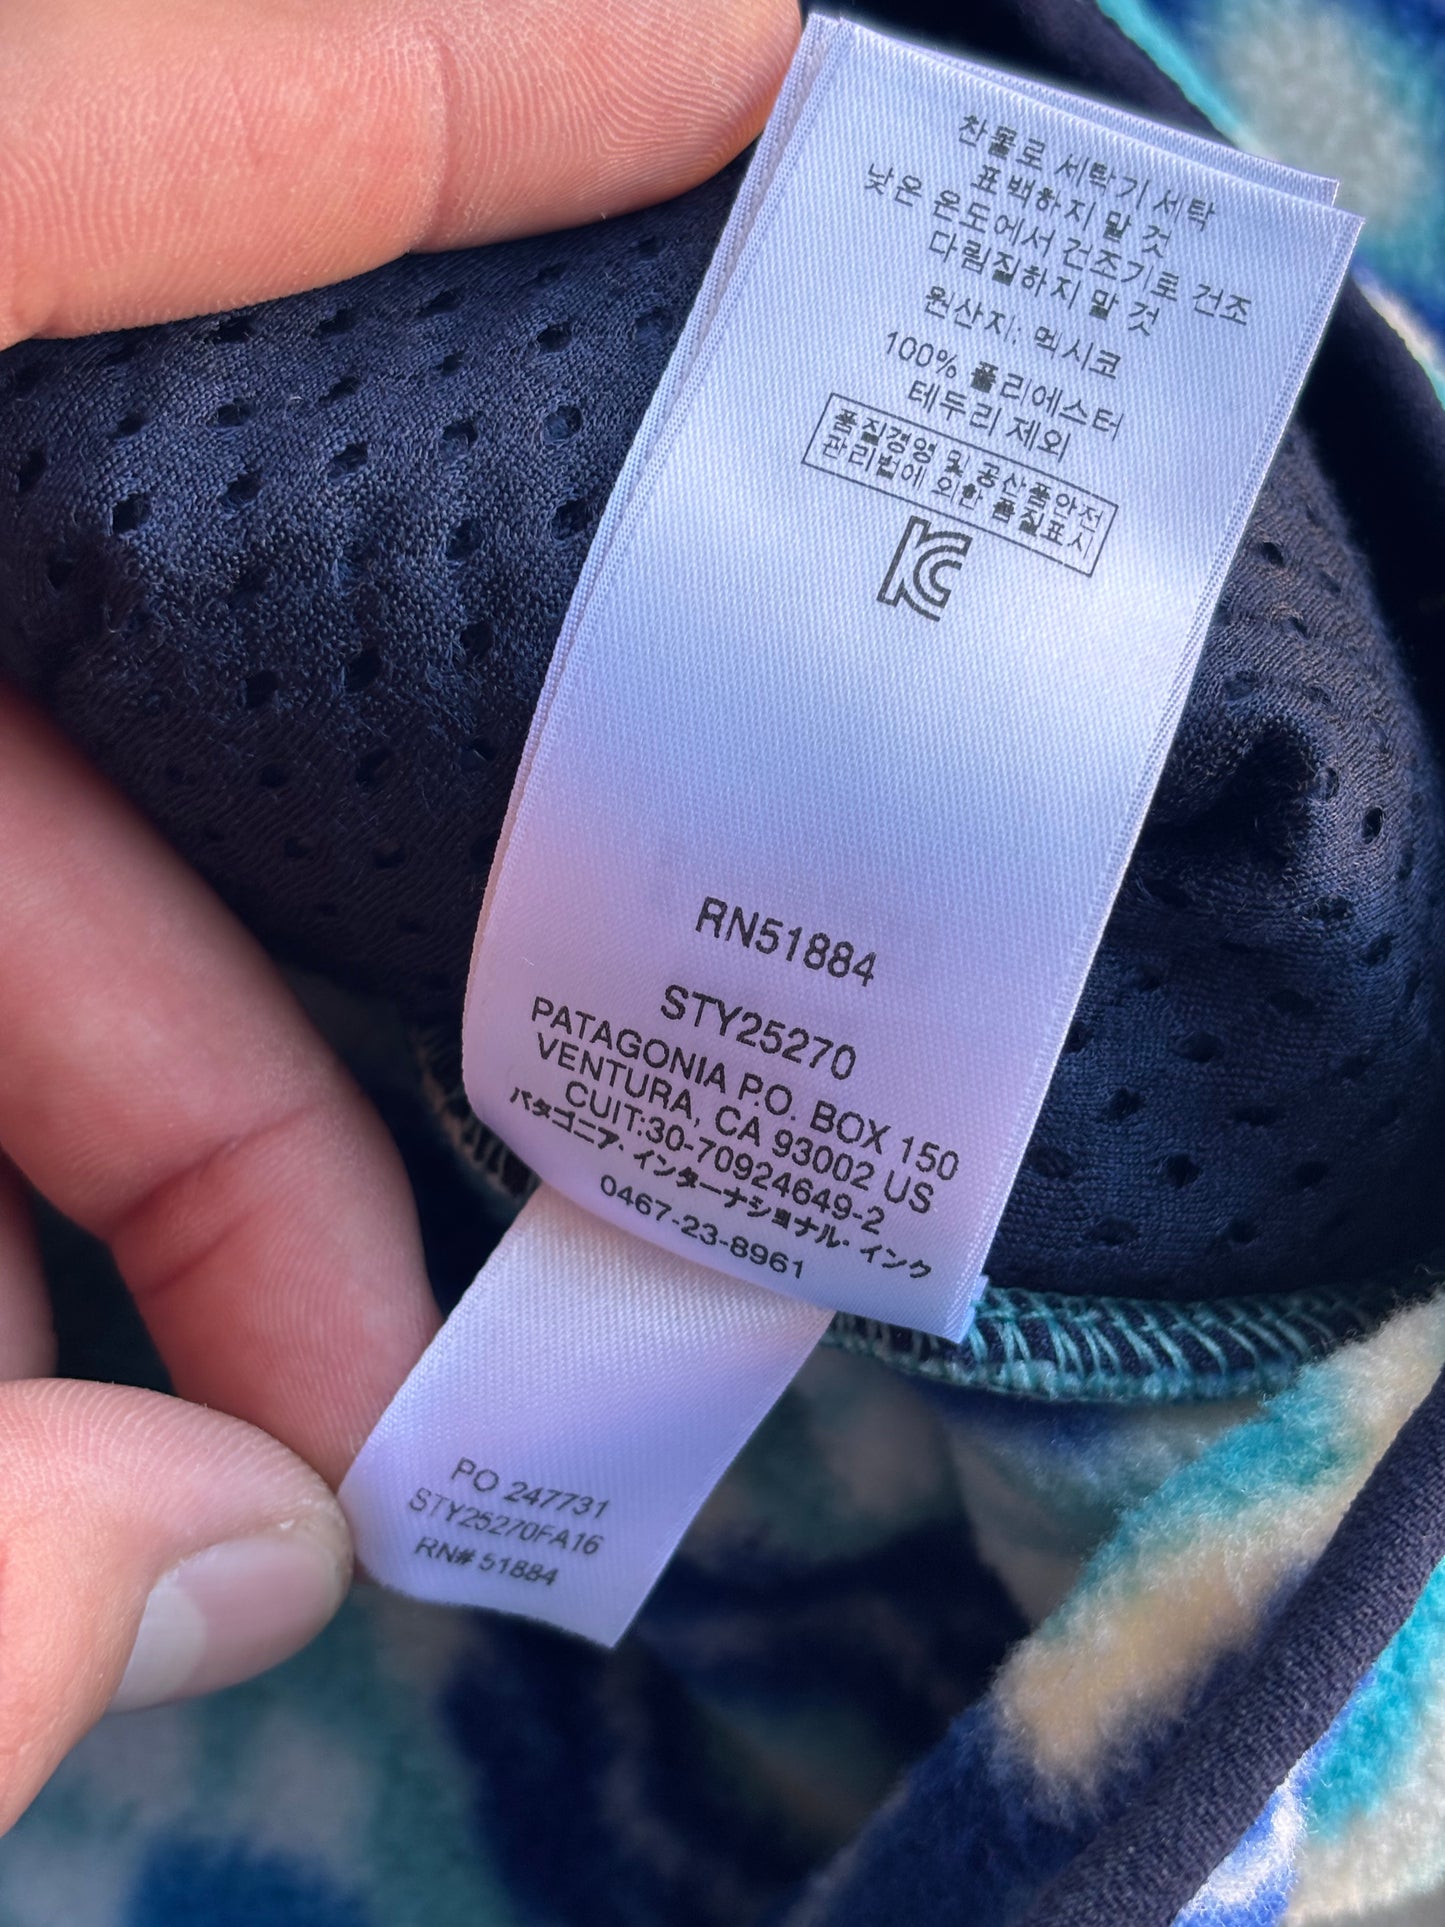 찬물로 세탁기 세탁
표백하지 말 것
낮은 온도에서 건조기로 건조
다림질하지 말 것
원산지: 멕시코
100% 폴리에스터
테두리 제외
품질경영 및 공산품안전
관리법에 의한 품질표시
RN51884
STY25270
PATAGONIA P.O. BOX 150
VENTURA, CA 93002 US
CUIT:30-70924649-2
パタゴニア・インターナショナル・インク
0467-23-8961
PO 247731
STY25270FA16
RN# 51884